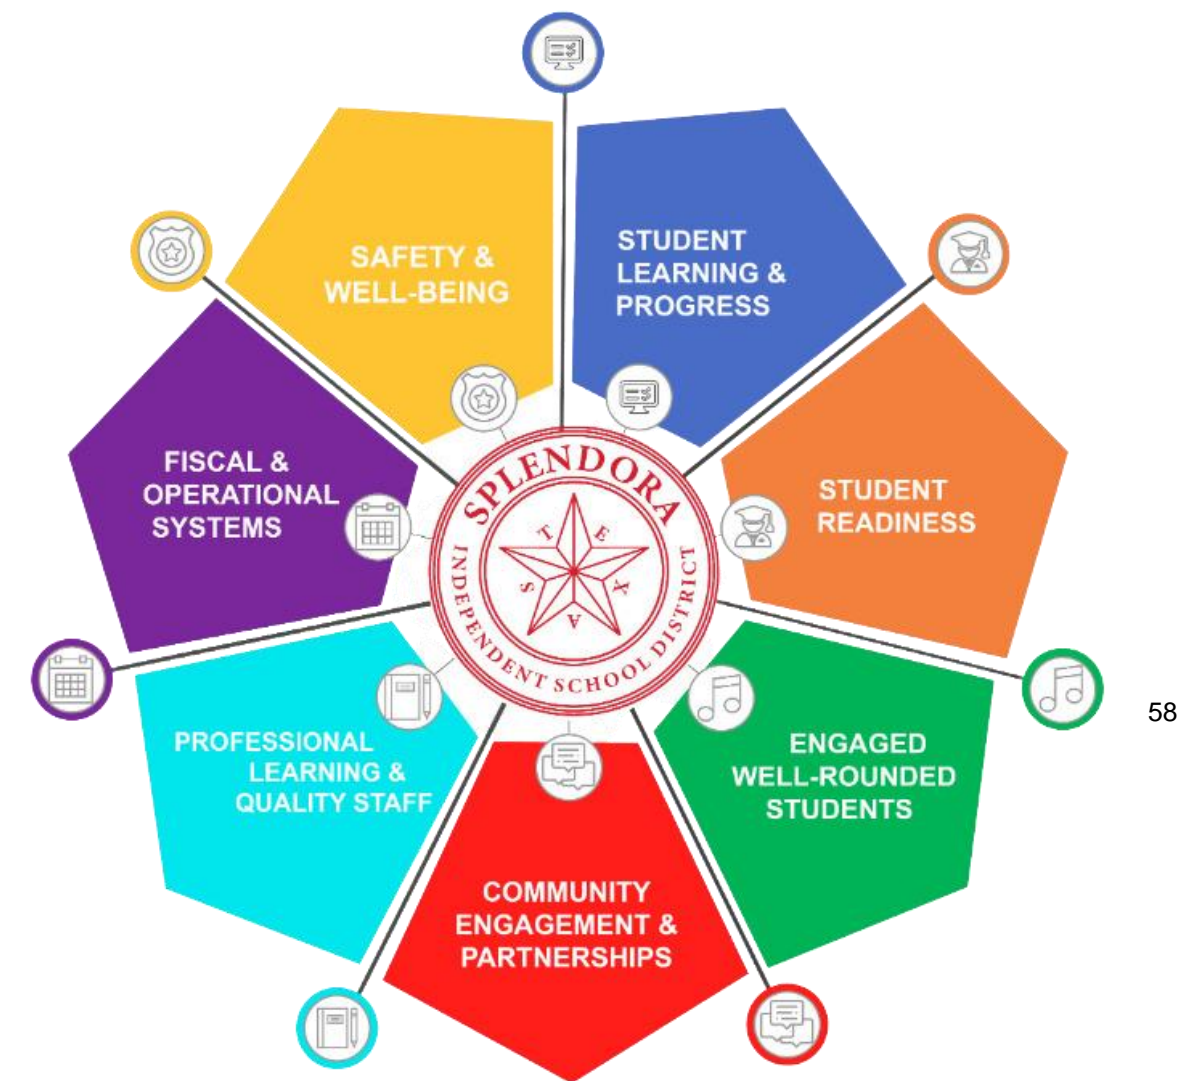 SAFETY &
WELL-BEING
STUDENT
LEARNING &
PROGRESS
FISCAL &
OPERATIONAL
SYSTEMS
STUDENT
READINESS
SPLENDORA
INDEPENDENT SCHOOL DISTRICT
TEXAS
58
PROFESSIONAL
LEARNING &
QUALITY STAFF
ENGAGED
WELL-ROUNDED
STUDENTS
COMMUNITY
ENGAGEMENT &
PARTNERSHIPS